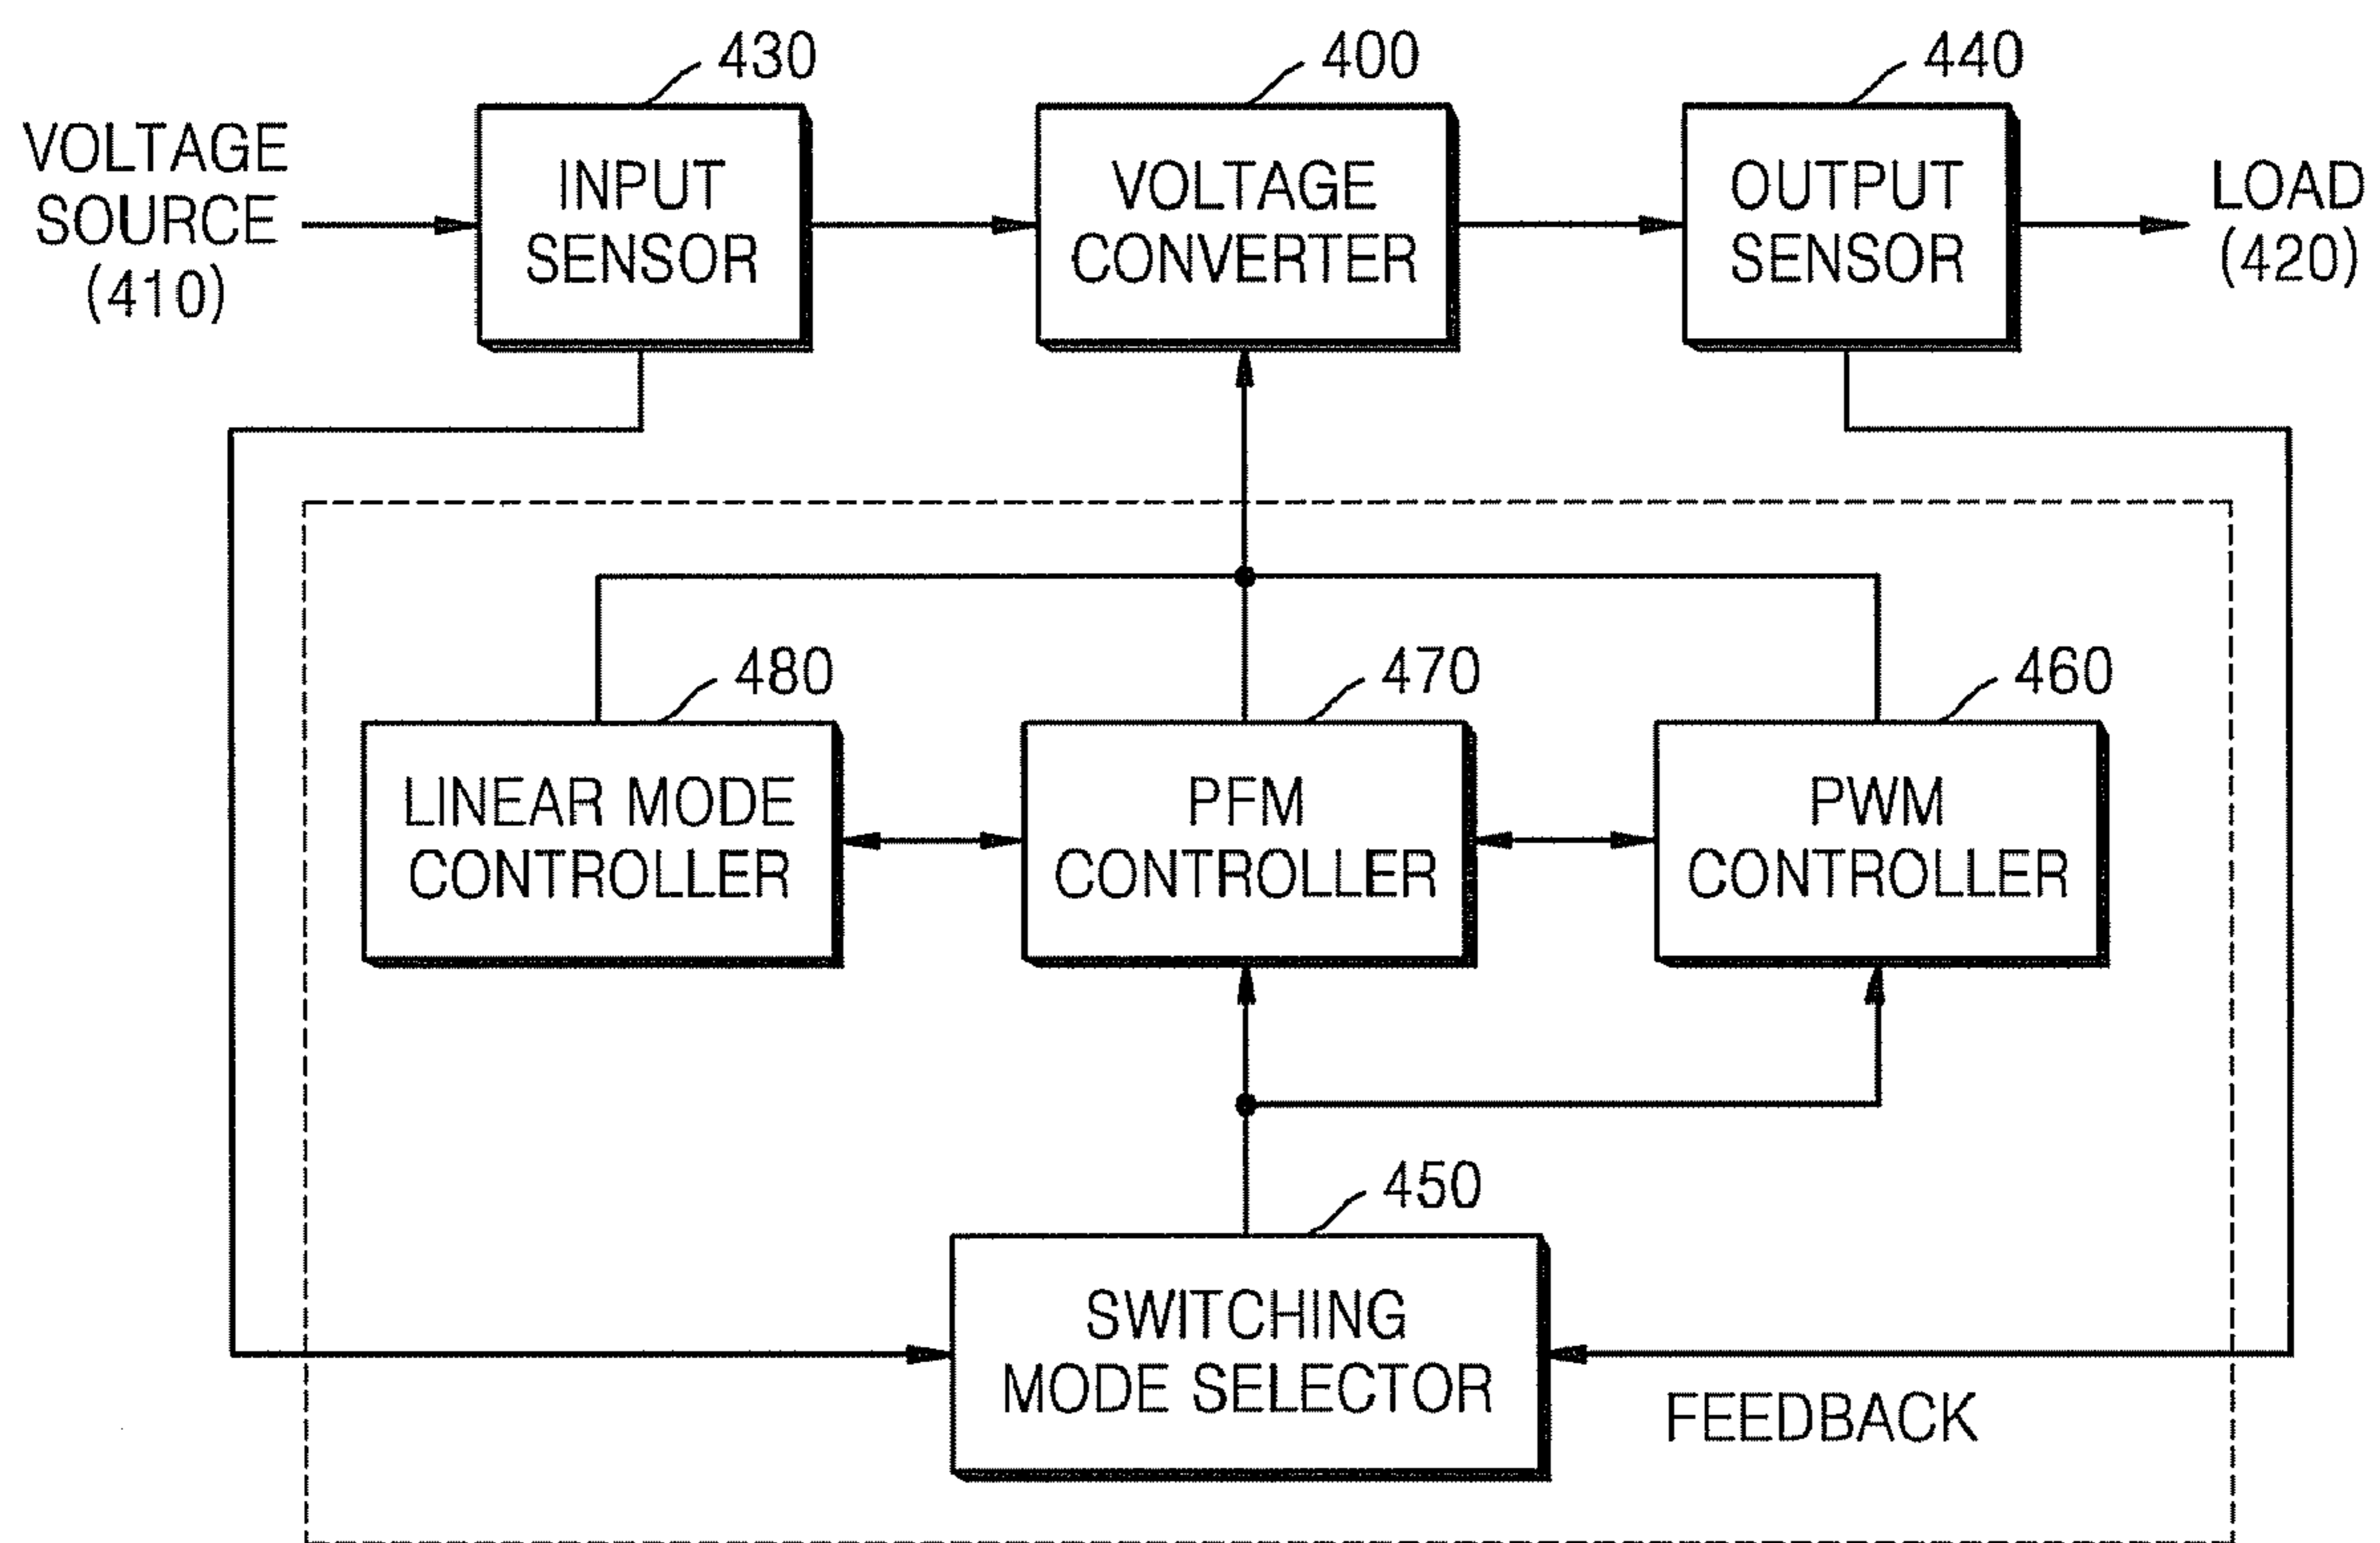 430
400
440
VOLTAGE
SOURCE
(410)
INPUT
SENSOR
VOLTAGE
CONVERTER
OUTPUT
SENSOR
LOAD
(420)
480
470
460
LINEAR MODE
CONTROLLER
PFM
CONTROLLER
PWM
CONTROLLER
450
SWITCHING
MODE SELECTOR
FEEDBACK